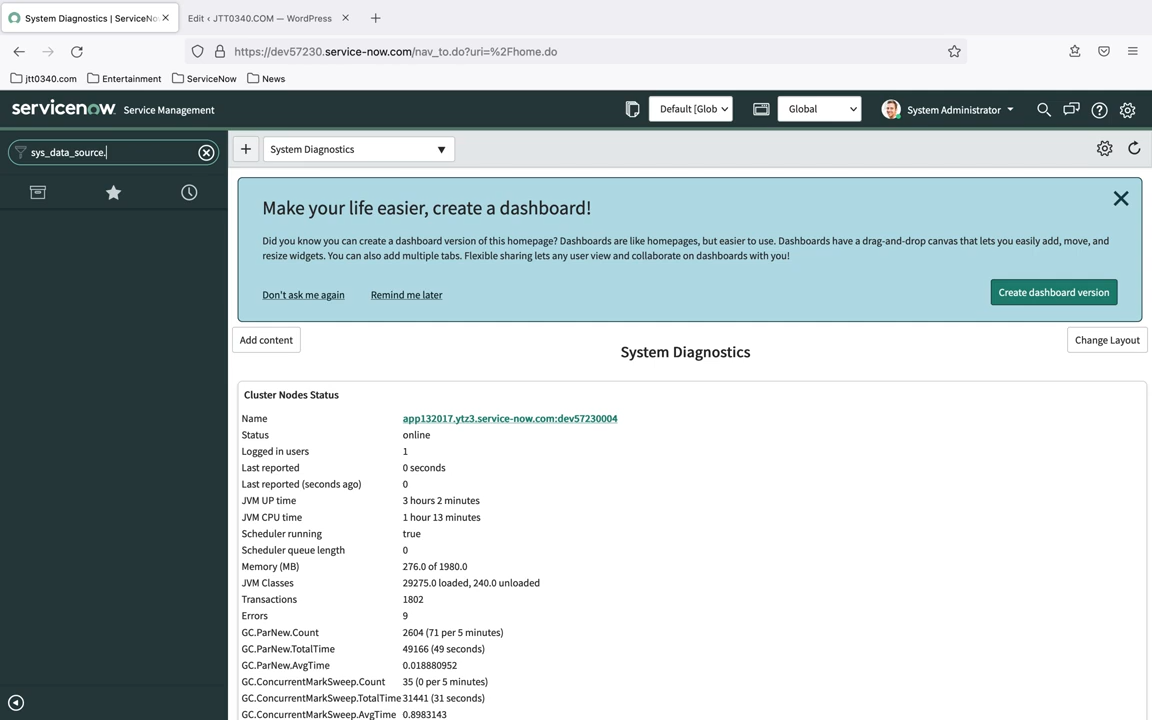 System Diagnostics | ServiceNo
Edit ‹ JTT0340.COM — WordPress
https://dev57230.service-now.com/nav_to.do?uri=%2Fhome.do
jtt0340.com
Entertainment
ServiceNow
News
servicenow
Service Management
Default [Glob
Global
System Administrator
sys_data_source.
System Diagnostics
Make your life easier, create a dashboard!
Did you know you can create a dashboard version of this homepage? Dashboards are like homepages, but easier to use. Dashboards have a drag-and-drop canvas that lets you easily add, move, and
resize widgets. You can also add multiple tabs. Flexible sharing lets any user view and collaborate on dashboards with you!
Don't ask me again
Remind me later
Create dashboard version
Add content
System Diagnostics
Change Layout
Cluster Nodes Status
Name app132017.ytz3.service-now.com:dev57230004
Status online
Logged in users 1
Last reported 0 seconds
Last reported (seconds ago) 0
JVM UP time 3 hours 2 minutes
JVM CPU time 1 hour 13 minutes
Scheduler running true
Scheduler queue length 0
Memory (MB) 276.0 of 1980.0
JVM Classes 29275.0 loaded, 240.0 unloaded
Transactions 1802
Errors 9
GC.ParNew.Count 2604 (71 per 5 minutes)
GC.ParNew.TotalTime 49166 (49 seconds)
GC.ParNew.AvgTime 0.018880952
GC.ConcurrentMarkSweep.Count 35 (0 per 5 minutes)
GC.ConcurrentMarkSweep.TotalTime 31441 (31 seconds)
GC.ConcurrentMarkSweep.AvgTime 0.8983143